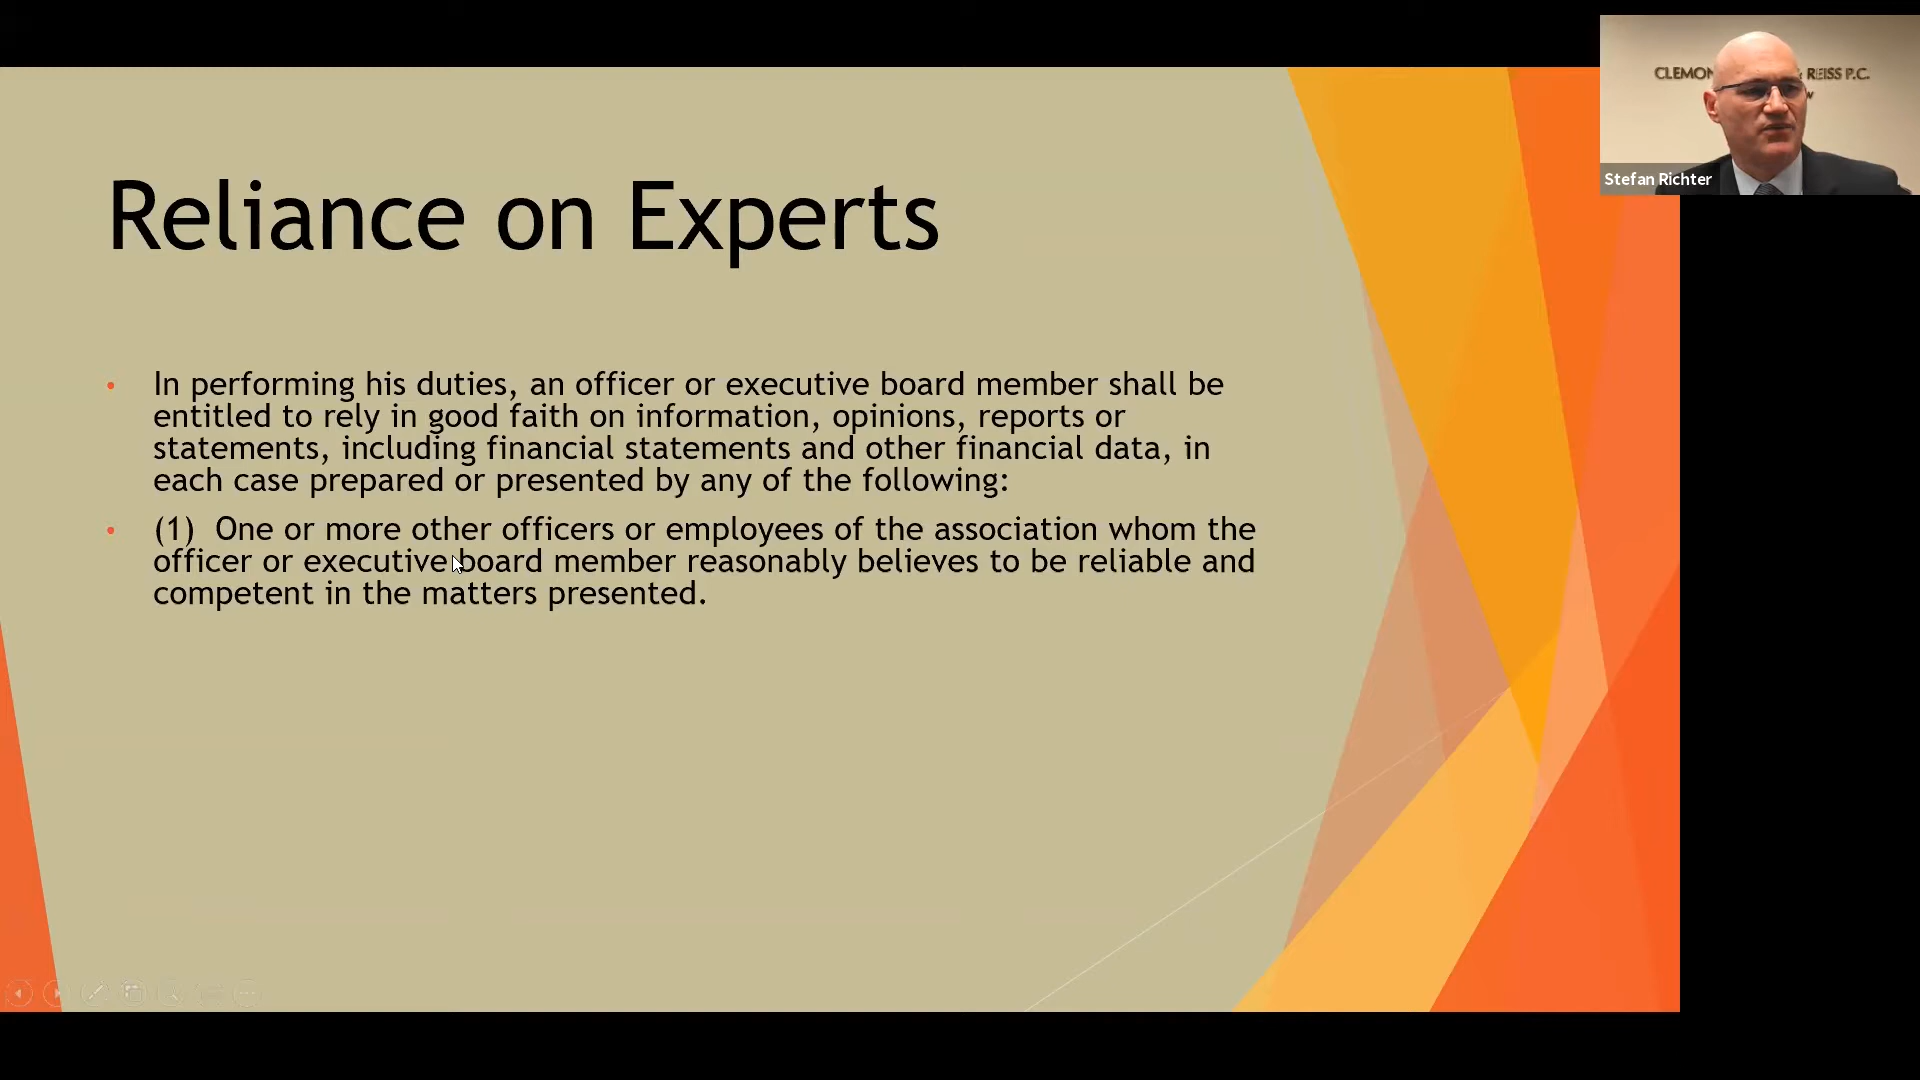 CLEMON REISS P.C.
Stefan Richter
Reliance on Experts
In performing his duties, an officer or executive board member shall be
entitled to rely in good faith on information, opinions, reports or
statements, including financial statements and other financial data, in
each case prepared or presented by any of the following:
(1) One or more other officers or employees of the association whom the
officer or executive board member reasonably believes to be reliable and
competent in the matters presented.